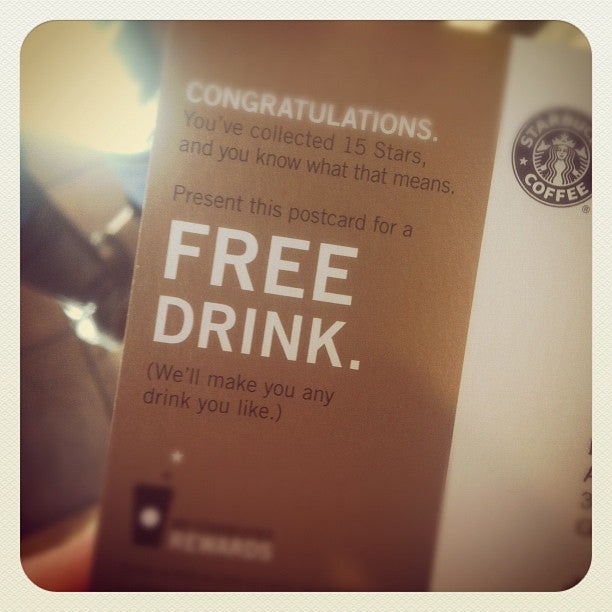 CONGRATULATIONS.
You've collected 15 Stars,
and you know what that means.
Present this postcard for a
FREE
DRINK.
(We'll make you any
drink you like.)
REWARDS
STARBUCKS
COFFEE
®